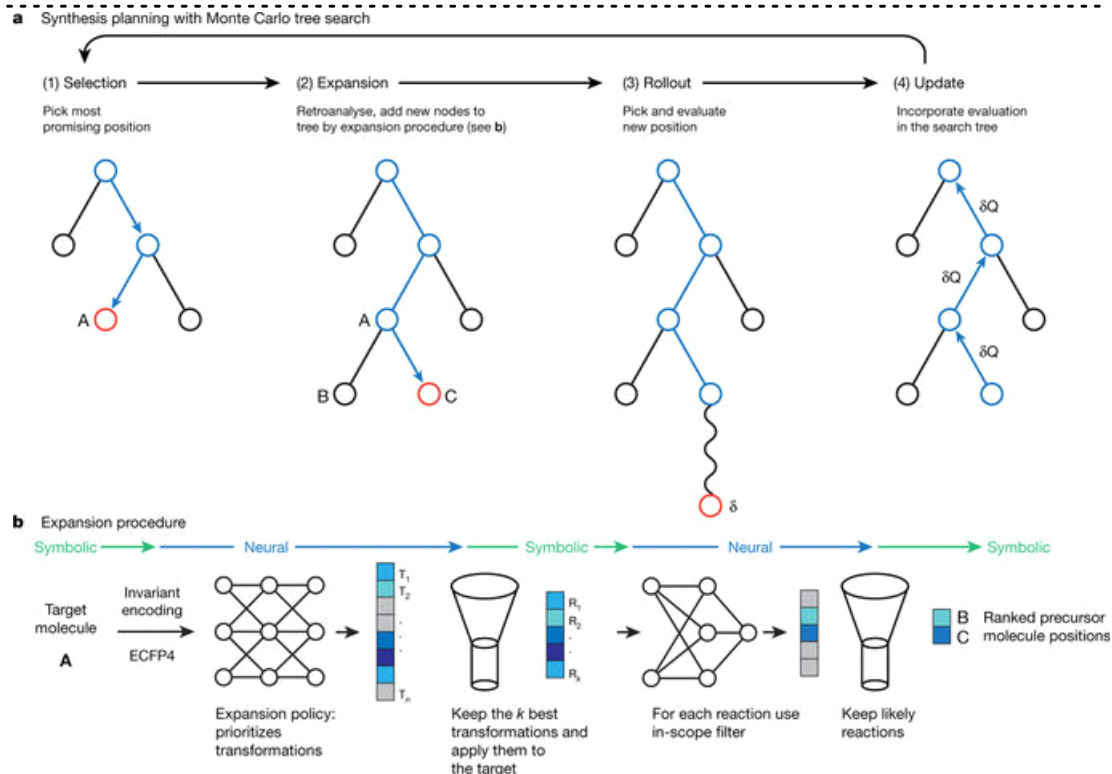 a Synthesis planning with Monte Carlo tree search
(1) Selection
Pick most
promising position
(2) Expansion
Retroanalyse, add new nodes to
tree by expansion procedure (see b)
(3) Rollout
Pick and evaluate
new position
(4) Update
Incorporate evaluation
in the search tree
A
A
B
C
δ
δQ
δQ
δQ
b Expansion procedure
Symbolic
Neural
Symbolic
Neural
Symbolic
Target
molecule
A
Invariant
encoding
ECFP4
T1
T2
.
.
Tn
R1
R2
.
.
Rk
B Ranked precursor
C molecule positions
Expansion policy:
prioritizes
transformations
Keep the k best
transformations and
apply them to
the target
For each reaction use
in-scope filter
Keep likely
reactions